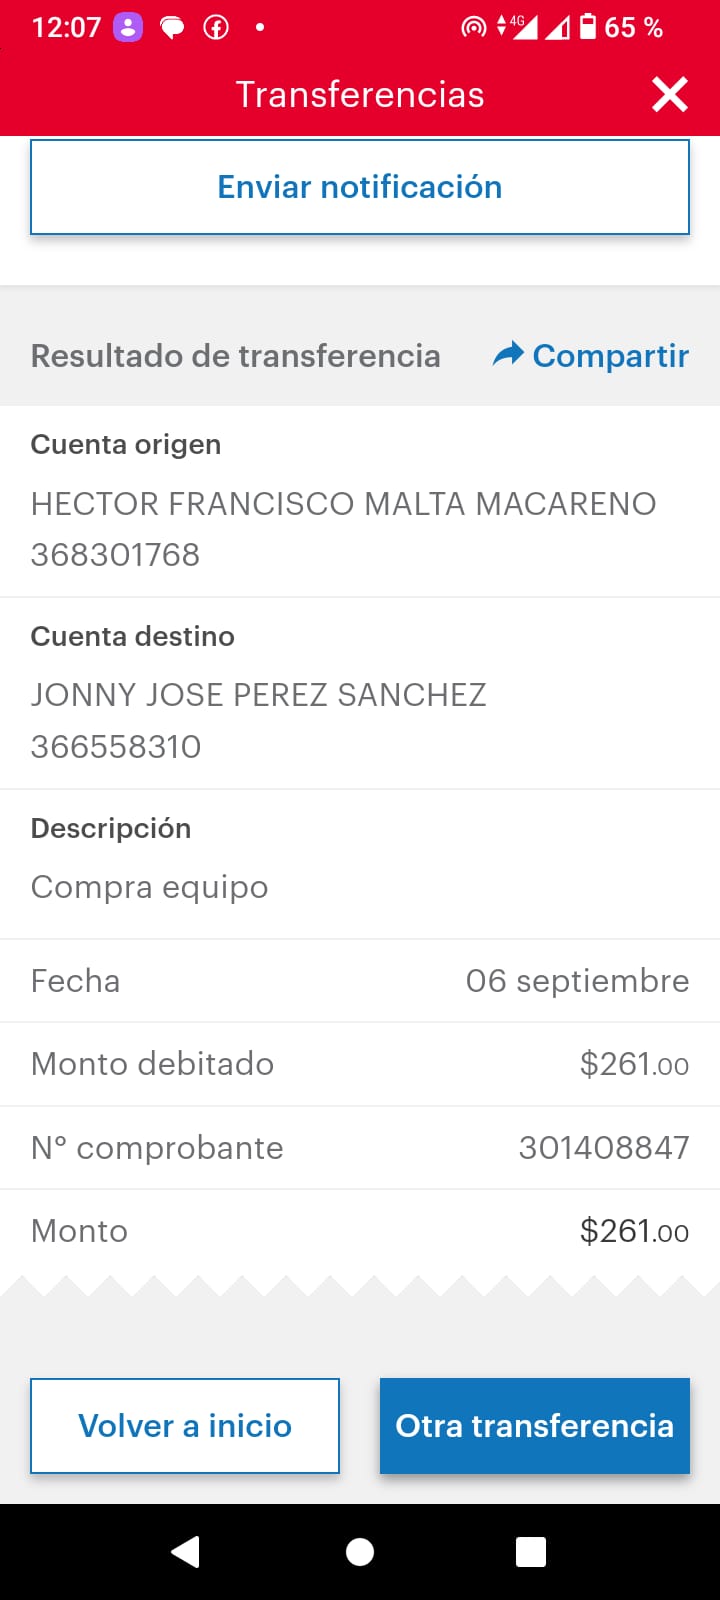 12:07
4G 65 %
Transferencias
Enviar notificación
Resultado de transferencia Compartir
Cuenta origen
HECTOR FRANCISCO MALTA MACARENO
368301768
Cuenta destino
JONNY JOSE PEREZ SANCHEZ
366558310
Descripción
Compra equipo
Fecha 06 septiembre
Monto debitado $261.00
N° comprobante 301408847
Monto $261.00
Volver a inicio Otra transferencia